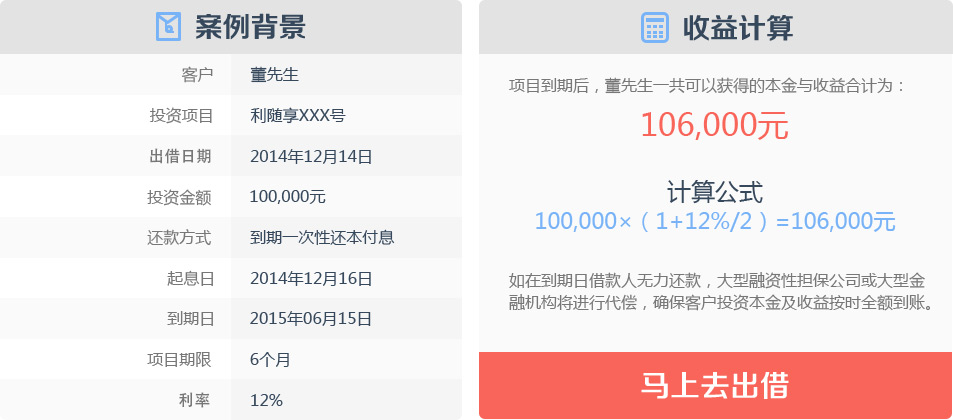 案例背景
客户 董先生
投资项目 利随享XXX号
出借日期 2014年12月14日
投资金额 100,000元
还款方式 到期一次性还本付息
起息日 2014年12月16日
到期日 2015年06月15日
项目期限 6个月
利率 12%
收益计算
项目到期后，董先生一共可以获得的本金与收益合计为：
106,000元
计算公式
100,000×（1+12%/2）=106,000元
如在到期日借款人无力还款，大型融资性担保公司或大型金
融机构将进行代偿，确保客户投资本金及收益按时全额到账。
马上去出借